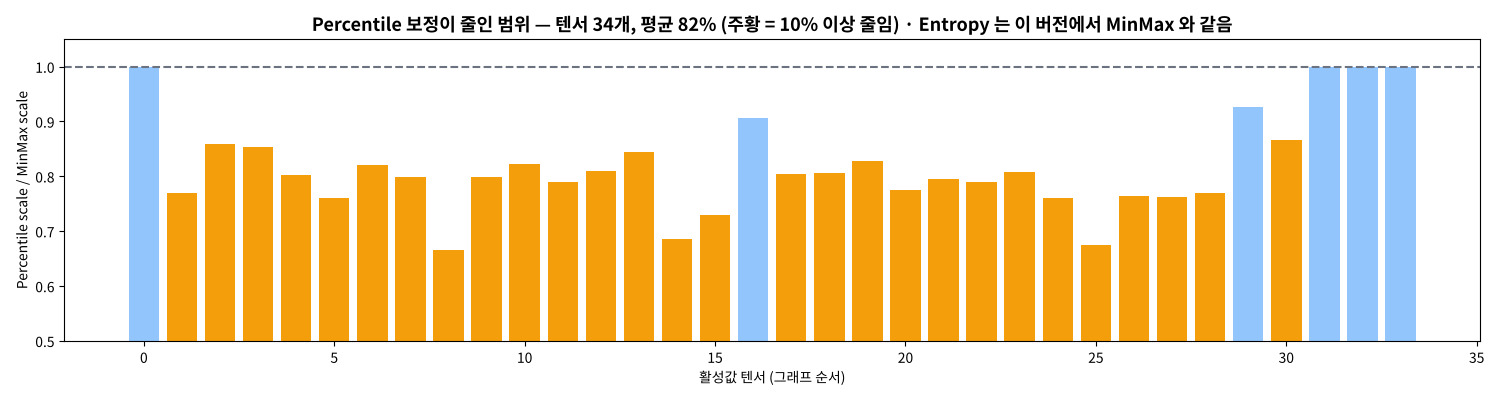 Percentile 보정이 줄인 범위 — 텐서 34개, 평균 82% (주황 = 10% 이상 줄임) · Entropy 는 이 버전에서 MinMax 와 같음
Percentile scale / MinMax scale
1.0
0.9
0.8
0.7
0.6
0.5
0 5 10 15 20 25 30 35
활성값 텐서 (그래프 순서)